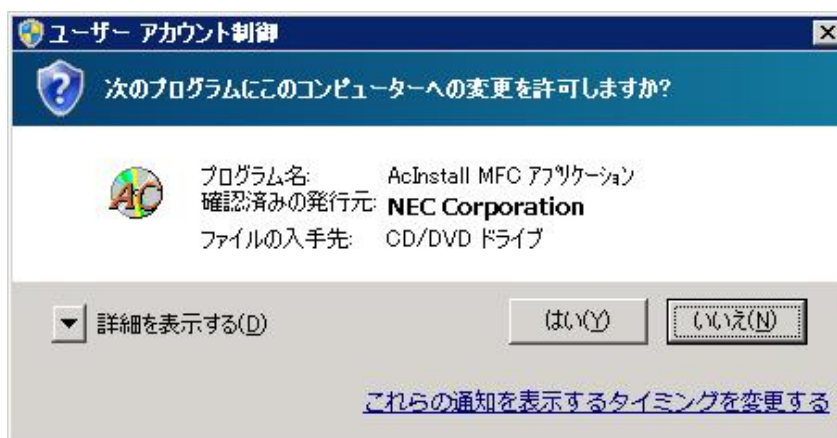 ユーザー アカウント制御
次のプログラムにこのコンピューターへの変更を許可しますか?
AC
プログラム名: AcInstall MFC アプリケーション
確認済みの発行元: NEC Corporation
ファイルの入手先: CD/DVD ドライブ
詳細を表示する(D)
はい(Y)
いいえ(N)
これらの通知を表示するタイミングを変更する